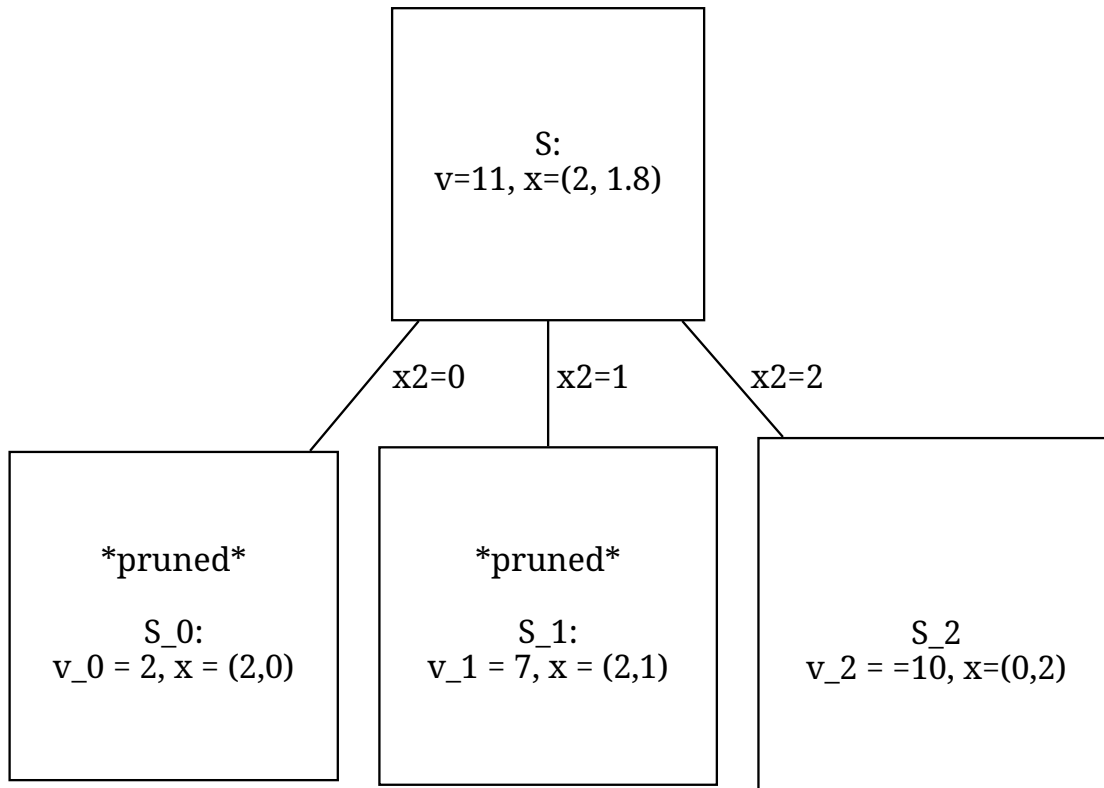 S:
v=11, x=(2, 1.8)
x2=0
x2=1
x2=2
*pruned*
S_0:
v_0 = 2, x = (2,0)
*pruned*
S_1:
v_1 = 7, x = (2,1)
S_2
v_2 = =10, x=(0,2)